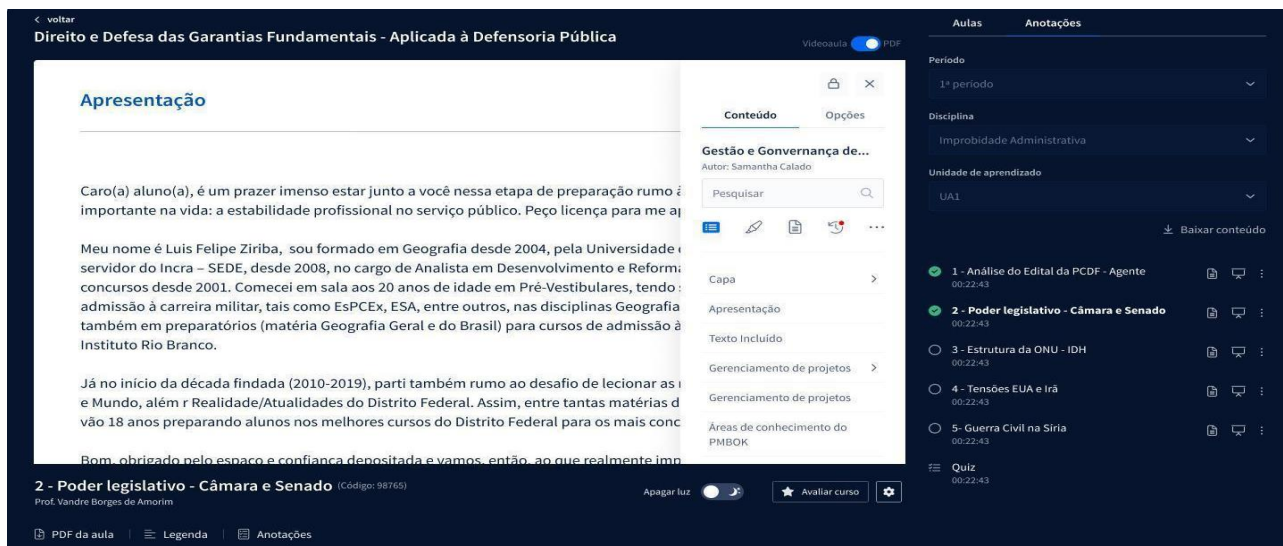 voltar
Direito e Defesa das Garantias Fundamentais - Aplicada à Defensoria Pública
Videoaula PDF
Apresentação
Caro(a) aluno(a), é um prazer imenso estar junto a você nessa etapa de preparação rumo à
importante na vida: a estabilidade profissional no serviço público. Peço licença para me
Meu nome é Luis Felipe Ziriba, sou formado em Geografia desde 2004, pela Universidade
servidor do Incra – SEDE, desde 2008, no cargo de Analista em Desenvolvimento e
concursos desde 2001. Comecei em sala aos 20 anos de idade em Pré-Vestibulares, tendo
admissão à carreira militar, tais como EsPCEx, ESA, entre outros, nas disciplinas Geografia
também em preparatórios (matéria Geografia Geral e do Brasil) para cursos de admissão à
Instituto Rio Branco.
Já no início da década findada (2010-2019), parti também rumo ao desafio de lecionar as
e Mundo, além r Realidade/Atualidades do Distrito Federal. Assim, entre tantas matérias
vão 18 anos preparando alunos nos melhores cursos do Distrito Federal para os mais
Bom, obrigado pelo espaço e confiança depositada e vamos, então, ao que realmente
Conteúdo Opções
Gestão e Gonvernança de...
Autor: Samantha Calado
Pesquisar
Capa
Apresentação
Texto Incluído
Gerenciamento de projetos
Gerenciamento de projetos
Áreas de conhecimento do
PMBOK
2 - Poder legislativo - Câmara e Senado (Código: 98765)
Prof. Vandre Borges de Amorim
Apagar luz
Avaliar curso
PDF da aula Legenda Anotações
Aulas Anotações
Período
1º período
Disciplina
Improbidade Administrativa
Unidade de aprendizado
UA1
Baixar conteúdo
1 - Análise do Edital da PCDF - Agente
00:22:43
2 - Poder legislativo - Câmara e Senado
00:22:43
3 - Estrutura da ONU - IDH
00:22:43
4 - Tensões EUA e Irã
00:22:43
5- Guerra Civil na Síria
00:22:43
Quiz
00:22:43